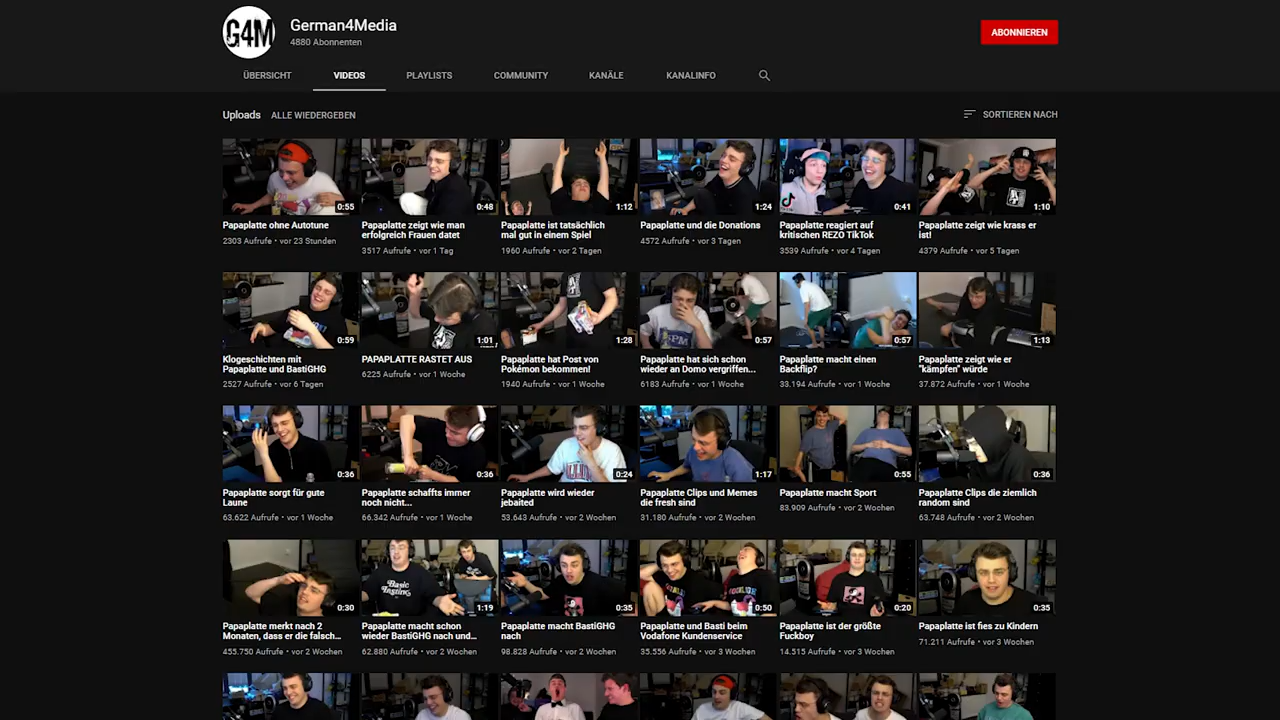 G4M
German4Media
4880 Abonnenten
ABONNIEREN
ÜBERSICHT
VIDEOS
PLAYLISTS
COMMUNITY
KANÄLE
KANALINFO
Uploads
ALLE WIEDERGEBEN
SORTIEREN NACH
0:55
0:48
1:12
1:24
0:41
1:10
Papaplatte ohne Autotune
2303 Aufrufe • vor 23 Stunden
Papaplatte zeigt wie man
erfolgreich Frauen datet
3517 Aufrufe • vor 1 Tag
Papaplatte ist tatsächlich
mal gut in einem Spiel
1960 Aufrufe • vor 2 Tagen
Papaplatte und die Donations
4572 Aufrufe • vor 3 Tagen
Papaplatte reagiert auf
kritischen REZO TikTok
3539 Aufrufe • vor 4 Tagen
Papaplatte zeigt wie krass er
ist!
4379 Aufrufe • vor 5 Tagen
0:59
1:01
1:28
0:57
0:57
1:13
Klogeschichten mit
Papaplatte und BastiGHG
2527 Aufrufe • vor 6 Tagen
PAPAPLATTE RASTET AUS
6225 Aufrufe • vor 1 Woche
Papaplatte hat Post von
Pokémon bekommen!
1940 Aufrufe • vor 1 Woche
Papaplatte hat sich schon
wieder an Domo vergriffen...
6183 Aufrufe • vor 1 Woche
Papaplatte macht einen
Backflip?
33.194 Aufrufe • vor 1 Woche
Papaplatte zeigt wie er
"kämpfen" würde
37.872 Aufrufe • vor 1 Woche
0:36
0:36
0:24
1:17
0:55
0:36
Papaplatte sorgt für gute
Laune
63.622 Aufrufe • vor 1 Woche
Papaplatte schaffts immer
noch nicht...
66.342 Aufrufe • vor 1 Woche
Papaplatte wird wieder
jebaited
53.643 Aufrufe • vor 2 Wochen
Papaplatte Clips und Memes
die fresh sind
31.180 Aufrufe • vor 2 Wochen
Papaplatte macht Sport
83.909 Aufrufe • vor 2 Wochen
Papaplatte Clips die ziemlich
random sind
63.748 Aufrufe • vor 2 Wochen
Basic
Instinct
0:30
1:19
0:35
0:50
0:20
0:35
Papaplatte merkt nach 2
Monaten, dass er die falsch...
455.750 Aufrufe • vor 2 Wochen
Papaplatte macht schon
wieder BastiGHG nach und...
62.880 Aufrufe • vor 2 Wochen
Papaplatte macht BastiGHG
nach
98.828 Aufrufe • vor 2 Wochen
Papaplatte und Basti beim
Vodafone Kundenservice
35.556 Aufrufe • vor 3 Wochen
Papaplatte ist der größte
Fuckboy
14.515 Aufrufe • vor 3 Wochen
Papaplatte ist fies zu Kindern
71.211 Aufrufe • vor 3 Wochen